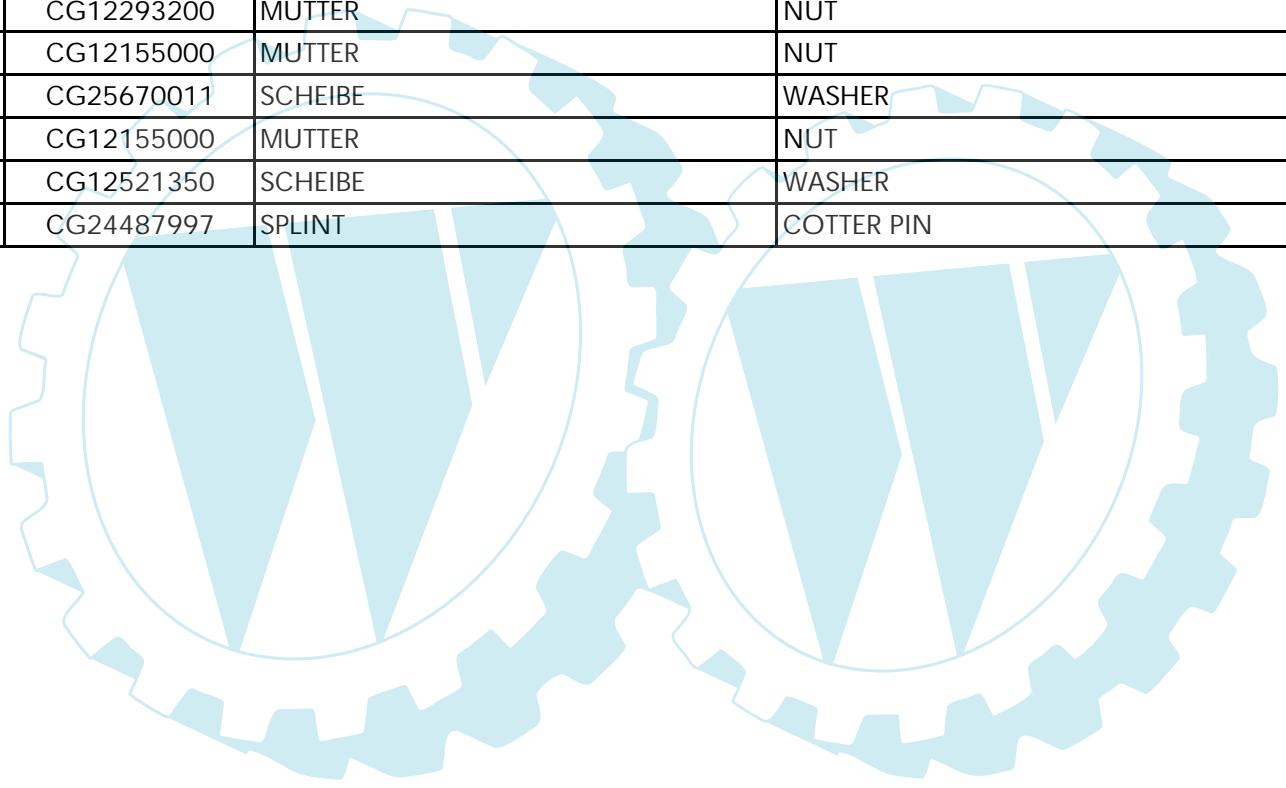 CG12293200 MUTTER NUT
CG12155000 MUTTER NUT
CG25670011 SCHEIBE WASHER
CG12155000 MUTTER NUT
CG12521350 SCHEIBE WASHER
CG24487997 SPLINT COTTER PIN